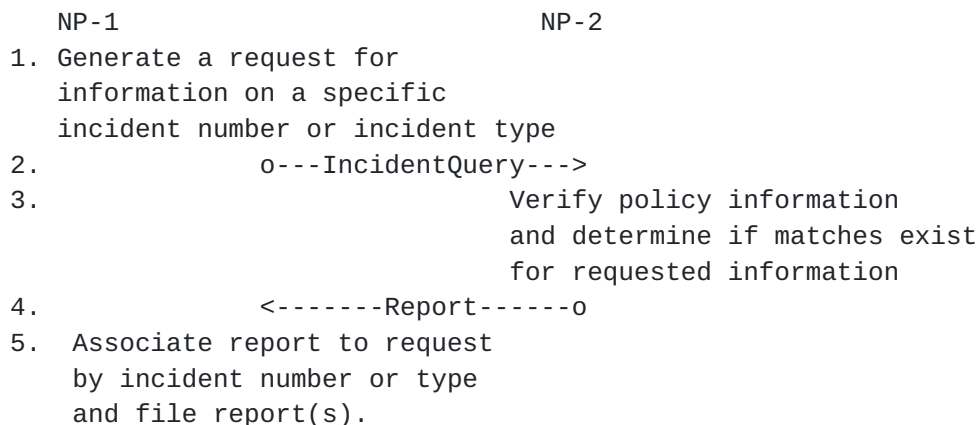 NP-1                           NP-2
1. Generate a request for
information on a specific
incident number or incident type
2.              o---IncidentQuery--->
3.                              Verify policy information
and determine if matches exist
for requested information
4.              <-------Report------o
5.  Associate report to request
by incident number or type
and file report(s).